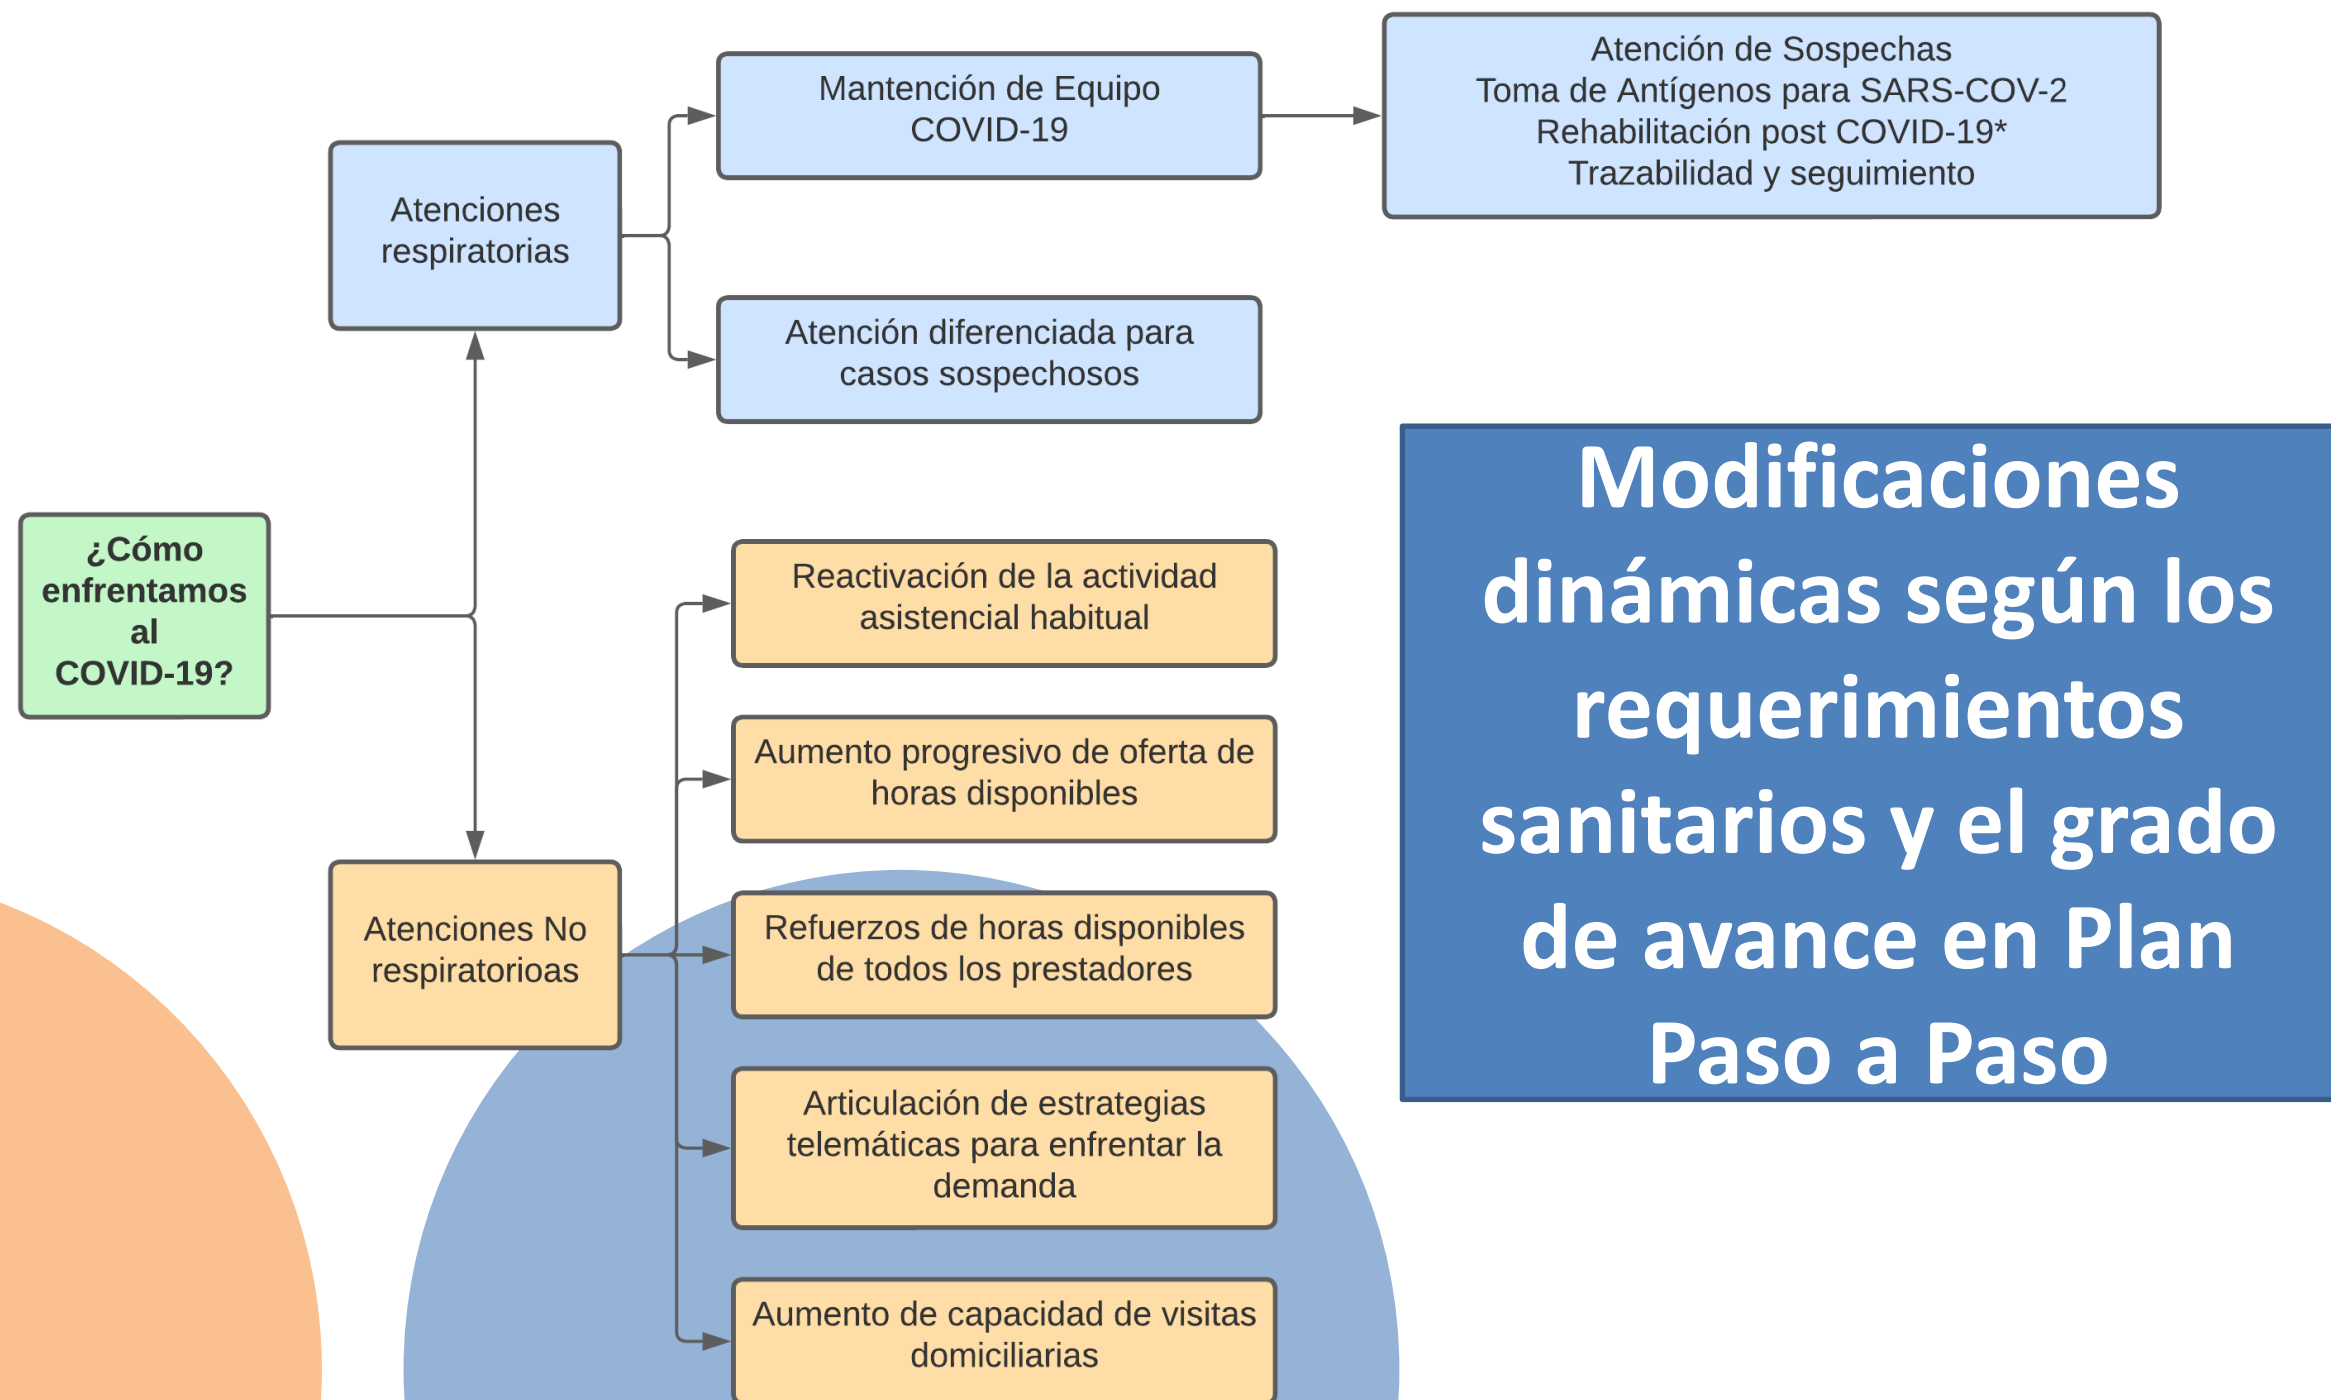 Atención de Sospechas
Toma de Antígenos para SARS-COV-2
Rehabilitación post COVID-19*
Trazabilidad y seguimiento
Mantención de Equipo
COVID-19
Atenciones
respiratorias
Atención diferenciada para
casos sospechosos
¿Cómo
enfrentamos
al
COVID-19?
Reactivación de la actividad
asistencial habitual
Aumento progresivo de oferta de
horas disponibles
Atenciones No
respiratorioas
Refuerzos de horas disponibles
de todos los prestadores
Articulación de estrategias
telemáticas para enfrentar la
demanda
Aumento de capacidad de visitas
domiciliarias
Modificaciones
dinámicas según los
requerimientos
sanitarios y el grado
de avance en Plan
Paso a Paso